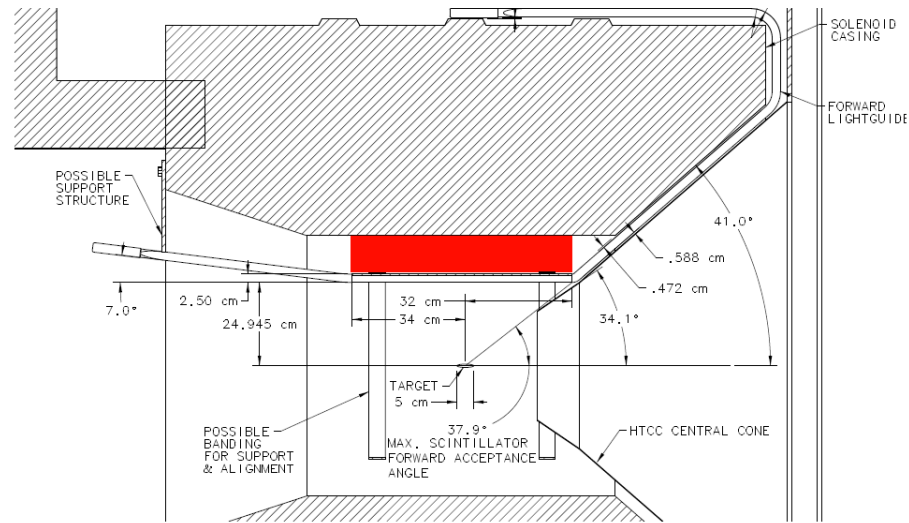 SOLENOID
CASING
FORWARD
LIGHTGUIDE
POSSIBLE
SUPPORT
STRUCTURE
41.0°
.588 cm
.472 cm
7.0°
2.50 cm
32 cm
34 cm
34.1°
24.945 cm
TARGET
5 cm
37.9°
MAX. SCINTILLATOR
FORWARD ACCEPTANCE
ANGLE
POSSIBLE
BANDING
FOR SUPPORT
& ALIGNMENT
HTCC CENTRAL CONE